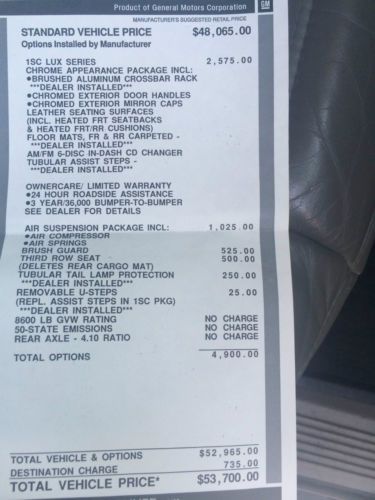 Product of General Motors Corporation GM
MANUFACTURER'S SUGGESTED RETAIL PRICE
STANDARD VEHICLE PRICE $48,065.00
Options Installed by Manufacturer
1SC LUX SERIES 2,575.00
CHROME APPEARANCE PACKAGE INCL:
●BRUSHED ALUMINUM CROSSBAR RACK
***DEALER INSTALLED***
●CHROMED EXTERIOR DOOR HANDLES
●CHROMED EXTERIOR MIRROR CAPS
LEATHER SEATING SURFACES
(INCL. HEATED FRT SEATBACKS
& HEATED FRT/RR CUSHIONS)
FLOOR MATS, FR & RR CARPETED -
***DEALER INSTALLED***
AM/FM 6-DISC IN-DASH CD CHANGER
TUBULAR ASSIST STEPS -
***DEALER INSTALLED***
OWNERCARE/ LIMITED WARRANTY
●24 HOUR ROADSIDE ASSISTANCE
●3 YEAR/36,000 BUMPER-TO-BUMPER
SEE DEALER FOR DETAILS
AIR SUSPENSION PACKAGE INCL: 1,025.00
●AIR COMPRESSOR
●AIR SPRINGS
BRUSH GUARD 525.00
THIRD ROW SEAT 500.00
(DELETES REAR CARGO MAT)
TUBULAR TAIL LAMP PROTECTION 250.00
***DEALER INSTALLED***
REMOVABLE U-STEPS 25.00
(REPL. ASSIST STEPS IN 1SC PKG)
***DEALER INSTALLED***
8600 LB GVW RATING NO CHARGE
50-STATE EMISSIONS NO CHARGE
REAR AXLE - 4.10 RATIO NO CHARGE
TOTAL OPTIONS 4,900.00
TOTAL VEHICLE & OPTIONS $52,965.00
DESTINATION CHARGE 735.00
TOTAL VEHICLE PRICE* $53,700.00